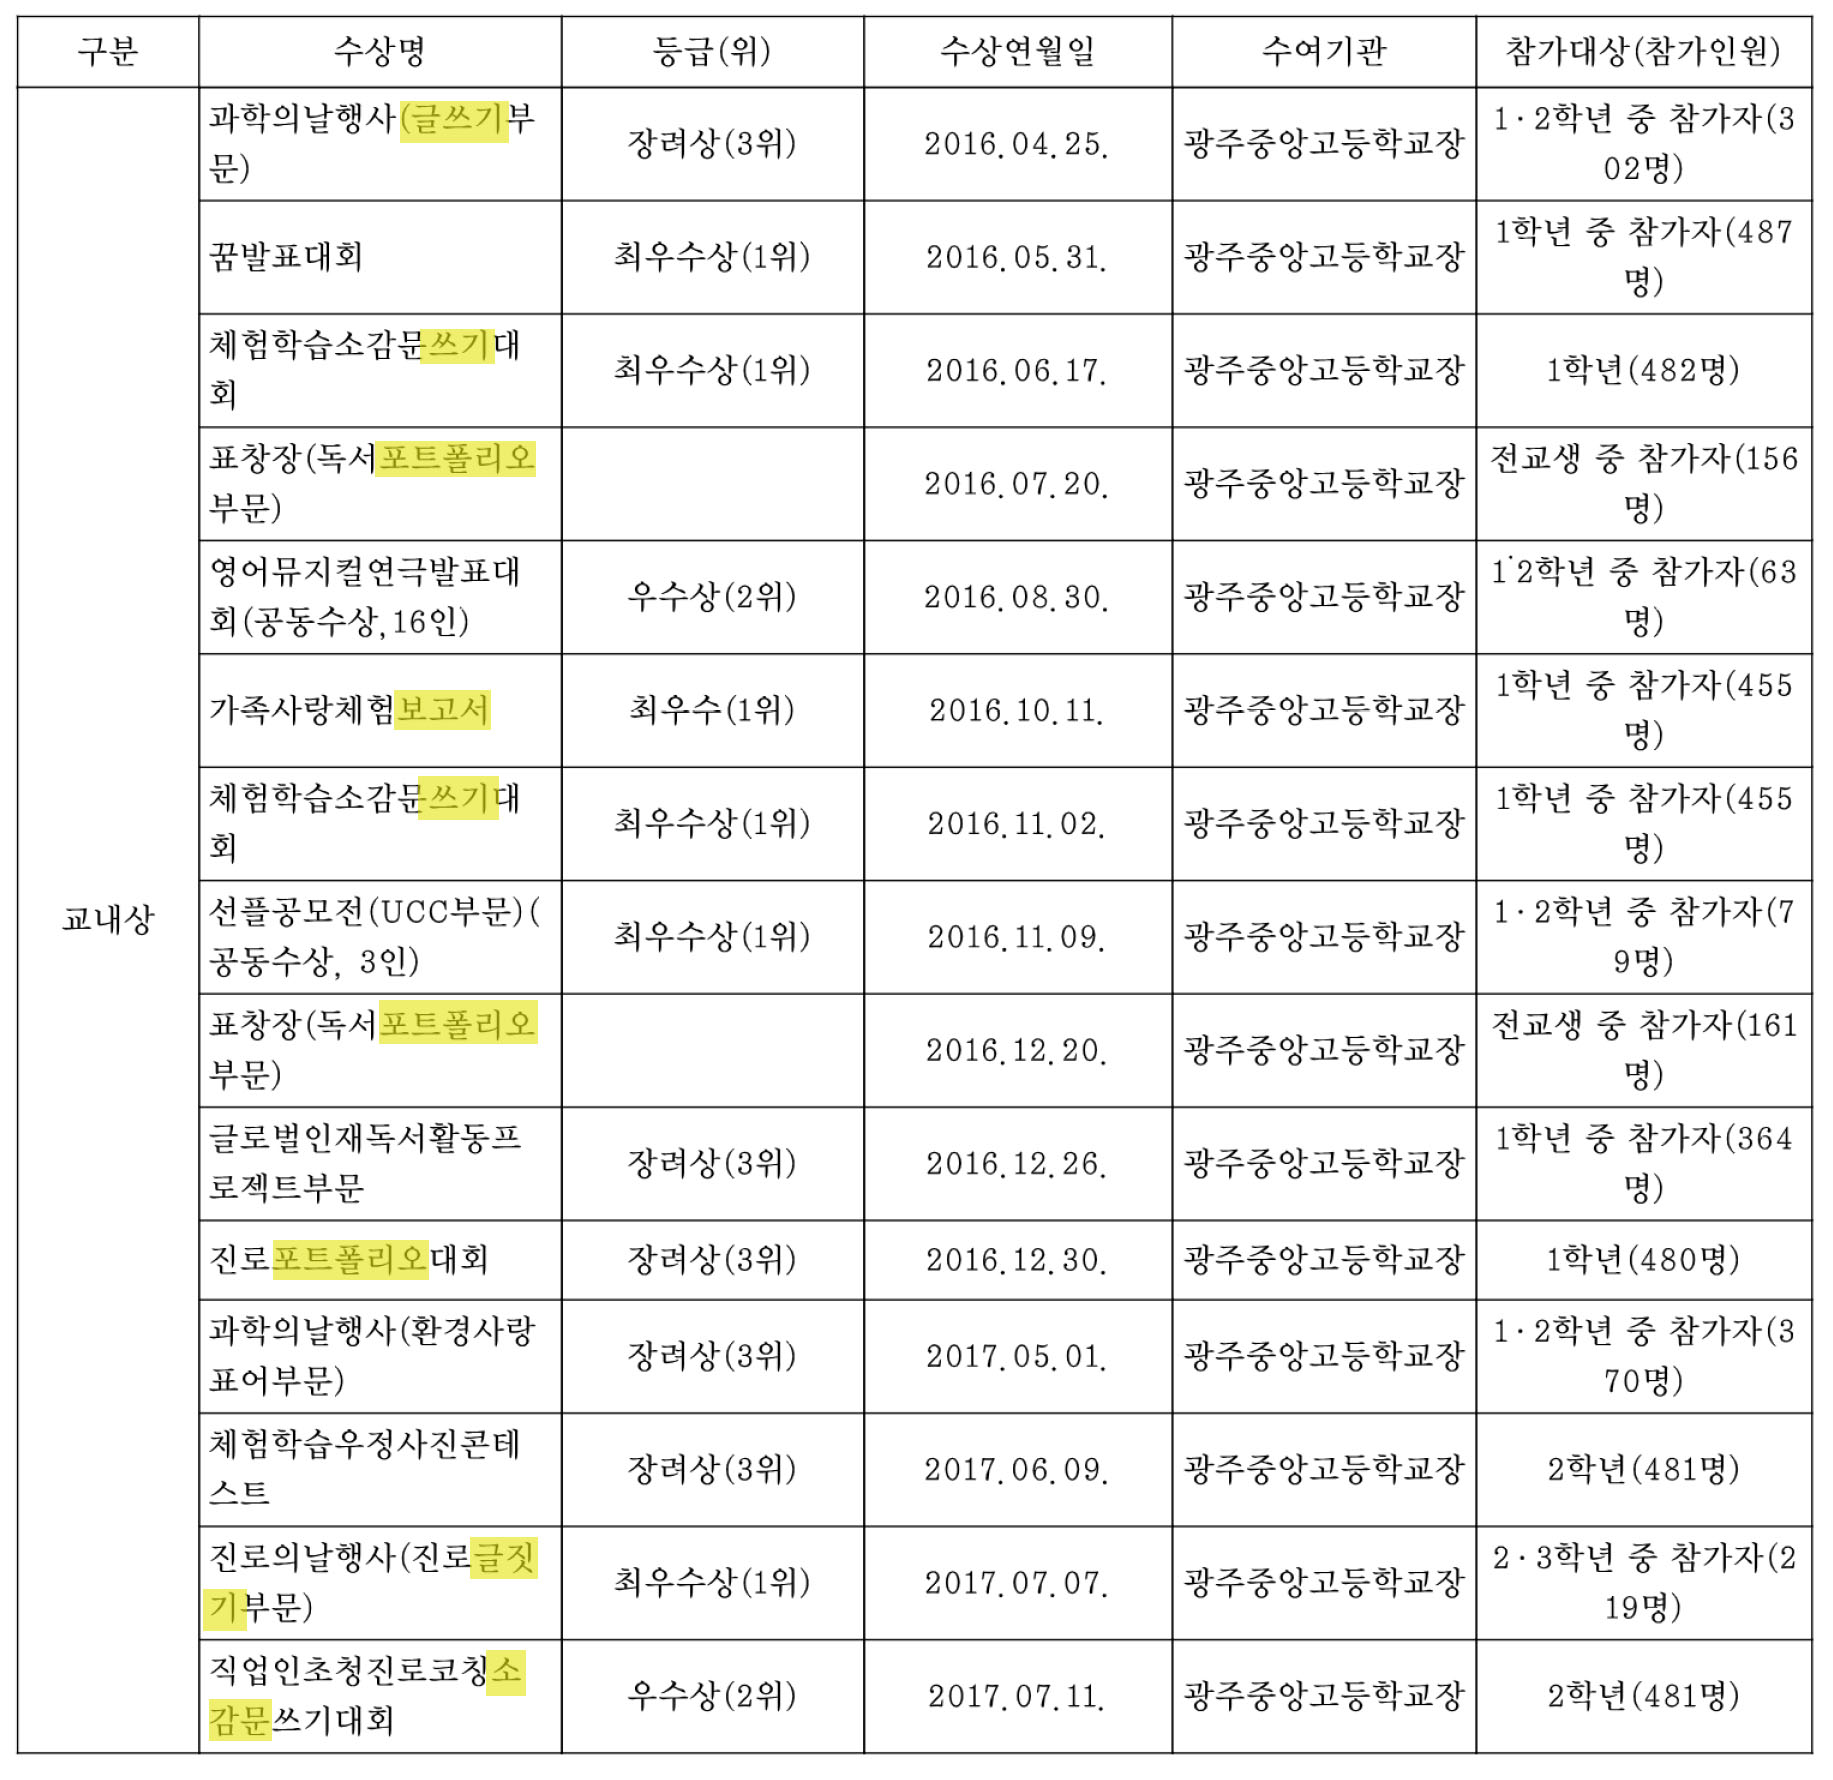 구분 수상명 등급(위) 수상연월일 수여기관 참가대상(참가인원)
교내상
과학의날행사(글쓰기부
문) 장려상(3위) 2016.04.25. 광주중앙고등학교장 1·2학년 중 참가자(3
02명)
꿈발표대회 최우수상(1위) 2016.05.31. 광주중앙고등학교장 1학년 중 참가자(487
명)
체험학습소감문쓰기대
회 최우수상(1위) 2016.06.17. 광주중앙고등학교장 1학년(482명)
표창장(독서포트폴리오
부문) 2016.07.20. 광주중앙고등학교장 전교생 중 참가자(156
명)
영어뮤지컬연극발표대
회(공동수상,16인) 우수상(2위) 2016.08.30. 광주중앙고등학교장 1˙2학년 중 참가자(63
명)
가족사랑체험보고서 최우수(1위) 2016.10.11. 광주중앙고등학교장 1학년 중 참가자(455
명)
체험학습소감문쓰기대
회 최우수상(1위) 2016.11.02. 광주중앙고등학교장 1학년 중 참가자(455
명)
선플공모전(UCC부문)(
공동수상, 3인) 최우수상(1위) 2016.11.09. 광주중앙고등학교장 1·2학년 중 참가자(7
9명)
표창장(독서포트폴리오
부문) 2016.12.20. 광주중앙고등학교장 전교생 중 참가자(161
명)
글로벌인재독서활동프
로젝트부문 장려상(3위) 2016.12.26. 광주중앙고등학교장 1학년 중 참가자(364
명)
진로포트폴리오대회 장려상(3위) 2016.12.30. 광주중앙고등학교장 1학년(480명)
과학의날행사(환경사랑
표어부문) 장려상(3위) 2017.05.01. 광주중앙고등학교장 1·2학년 중 참가자(3
70명)
체험학습우정사진콘테
스트 장려상(3위) 2017.06.09. 광주중앙고등학교장 2학년(481명)
진로의날행사(진로글짓
기부문) 최우수상(1위) 2017.07.07. 광주중앙고등학교장 2·3학년 중 참가자(2
19명)
직업인초청진로코칭소
감문쓰기대회 우수상(2위) 2017.07.11. 광주중앙고등학교장 2학년(481명)